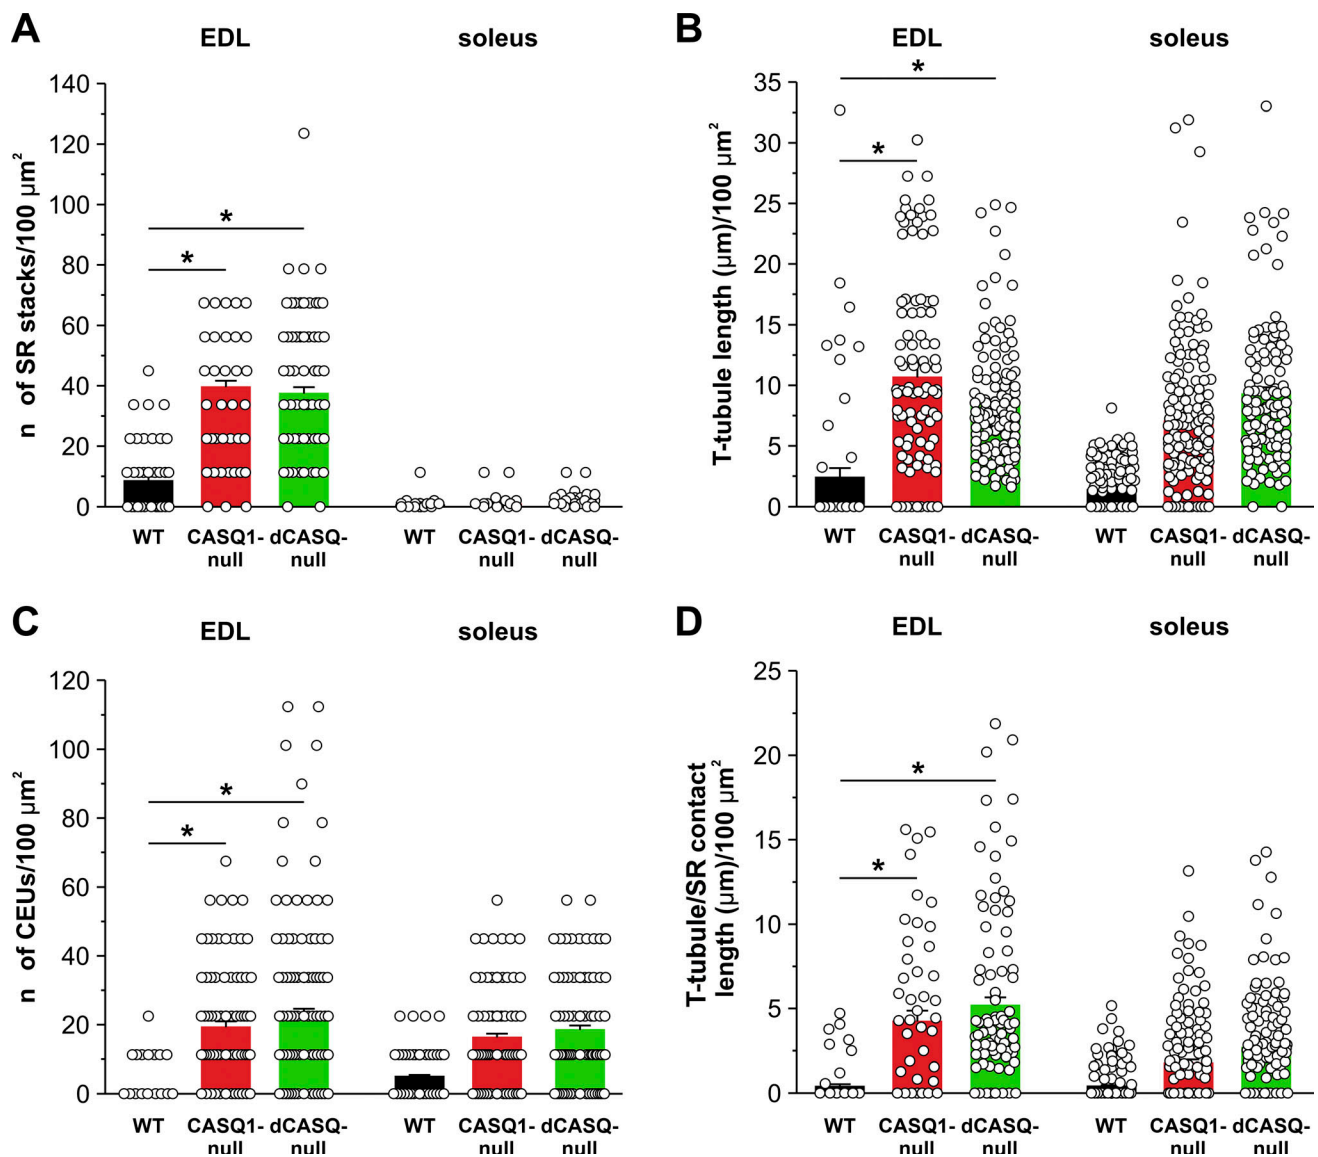 A
EDL
soleus
n of SR stacks/100 µm²
140
120
100
80
60
40
20
0
*
*
WT
CASQ1-
null
dCASQ-
null
WT
CASQ1-
null
dCASQ-
null
B
EDL
soleus
T-tubule length (µm)/100 µm²
35
30
25
20
15
10
5
0
*
*
WT
CASQ1-
null
dCASQ-
null
WT
CASQ1-
null
dCASQ-
null
C
EDL
soleus
n of CEUs/100 µm²
120
100
80
60
40
20
0
*
*
WT
CASQ1-
null
dCASQ-
null
WT
CASQ1-
null
dCASQ-
null
D
EDL
soleus
T-tubule/SR contact
length (µm)/100 µm²
25
20
15
10
5
0
*
*
WT
CASQ1-
null
dCASQ-
null
WT
CASQ1-
null
dCASQ-
null